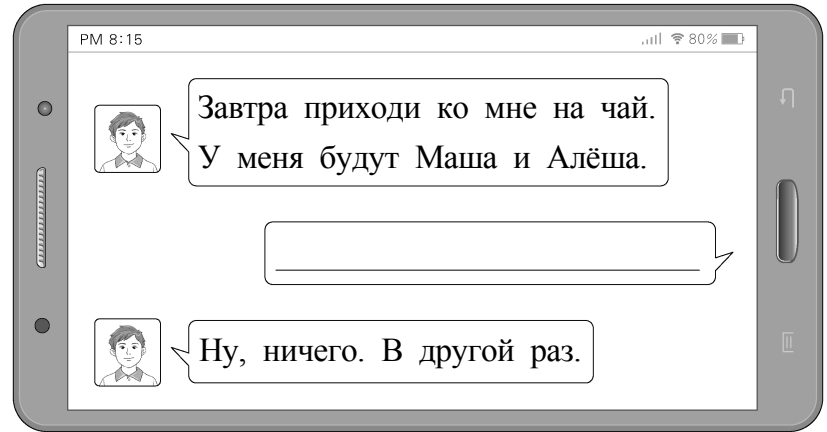 PM 8:15 80%
Завтра приходи ко мне на чай.
У меня будут Маша и Алёша.
Ну, ничего. В другой раз.